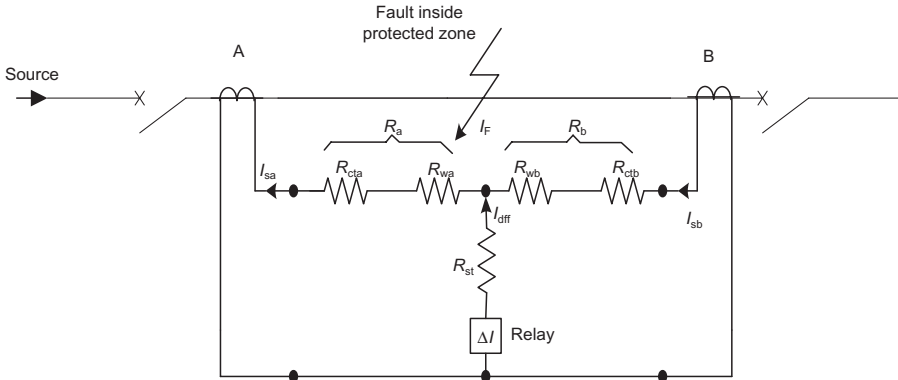 Fault inside
protected zone
A
B
Source
I_F
R_a
R_b
I_sa
R_cta
R_wa
R_wb
R_ctb
I_dff
I_sb
R_st
ΔI
Relay